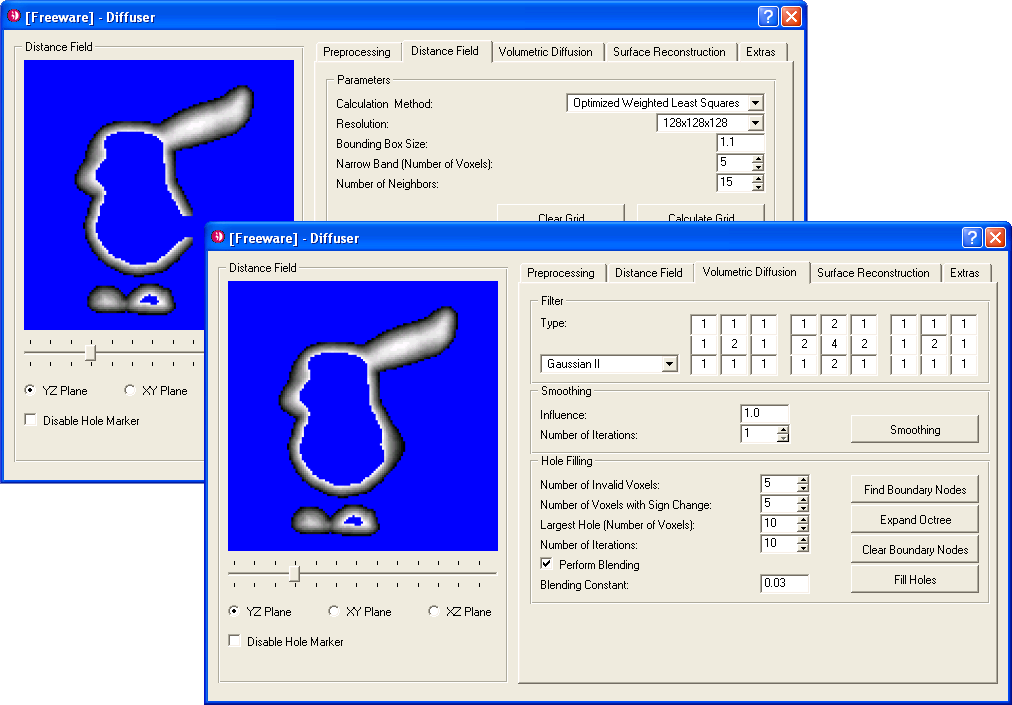 [Freeware] - Diffuser
Distance Field
Preprocessing Distance Field Volumetric Diffusion Surface Reconstruction Extras
Parameters
Calculation Method: Optimized Weighted Least Squares
Resolution: 128x128x128
Bounding Box Size: 1.1
Narrow Band (Number of Voxels): 5
Number of Neighbors: 15
Clear Grid Calculate Grid
YZ Plane XY Plane
Disable Hole Marker
[Freeware] - Diffuser
Distance Field
Preprocessing Distance Field Volumetric Diffusion Surface Reconstruction Extras
Filter
Type:
1 1 1 1 2 1 1 1 1
1 2 1 2 4 2 1 2 1
Gaussian II 1 1 1 1 2 1 1 1 1
Smoothing
Influence: 1.0
Number of Iterations: 1 Smoothing
Hole Filling
Number of Invalid Voxels: 5 Find Boundary Nodes
Number of Voxels with Sign Change: 5
Largest Hole (Number of Voxels): 10 Expand Octree
Number of Iterations: 10 Clear Boundary Nodes
Perform Blending
Blending Constant: 0.03 Fill Holes
YZ Plane XY Plane XZ Plane
Disable Hole Marker